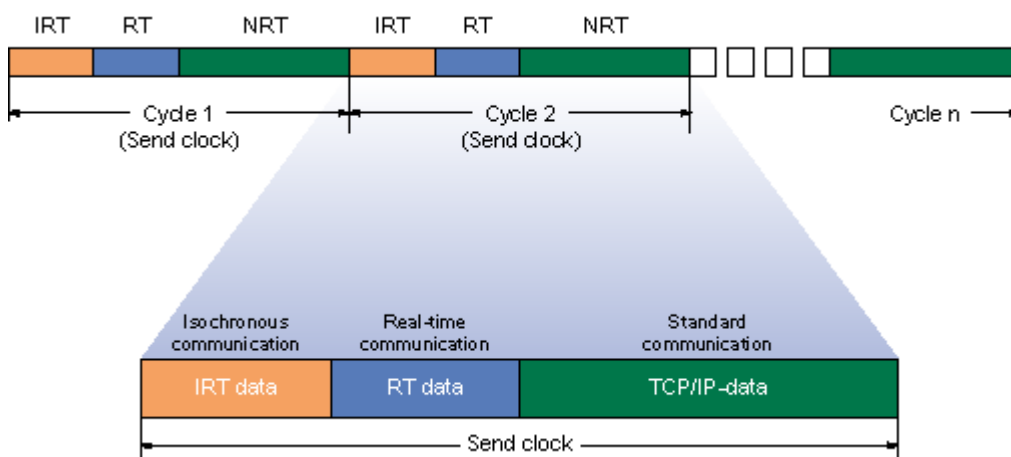 IRT RT NRT IRT RT NRT
Cycle 1 Cycle 2 Cycle n
(Send clock) (Send clock)
Isochronous Real-time Standard
communication communication communication
IRT data RT data TCP/IP-data
Send clock